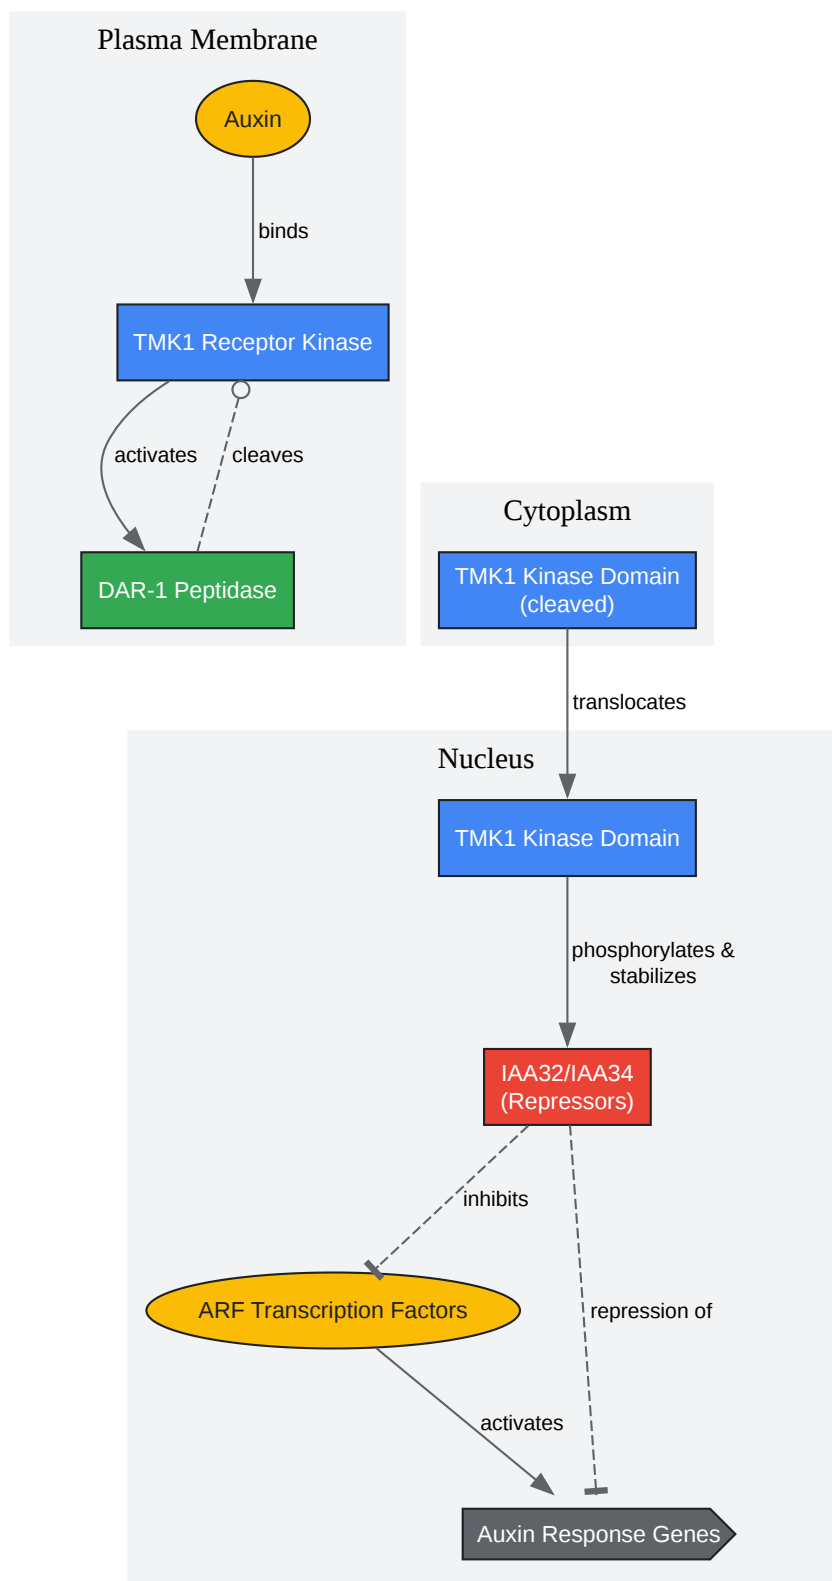 Plasma Membrane
Auxin
binds
TMK1 Receptor Kinase
activates
cleaves
DAR-1 Peptidase
Cytoplasm
TMK1 Kinase Domain
(cleaved)
translocates
Nucleus
TMK1 Kinase Domain
phosphorylates &
stabilizes
IAA32/IAA34
(Repressors)
inhibits
ARF Transcription Factors
repression of
activates
Auxin Response Genes